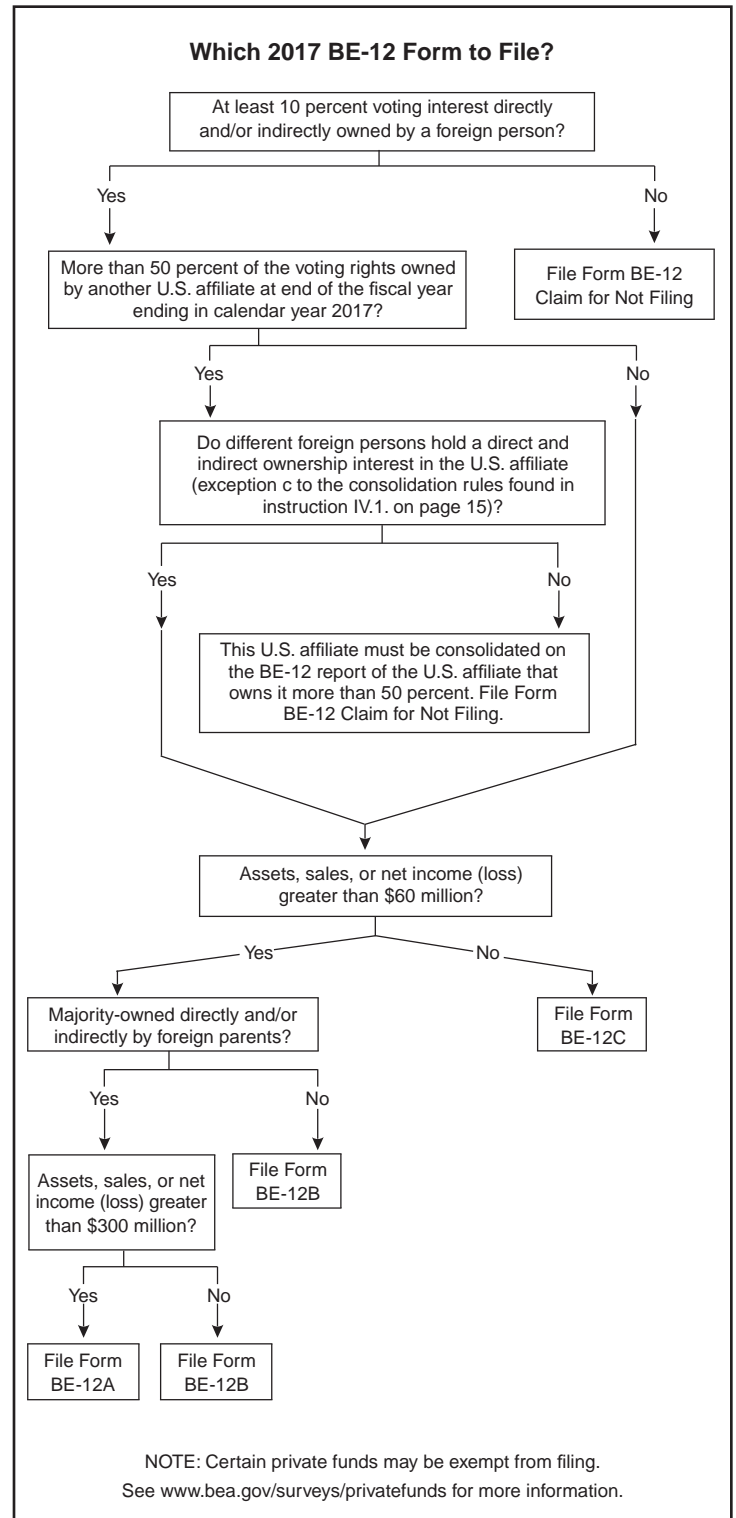 Which 2017 BE-12 Form to File?
At least 10 percent voting interest directly
and/or indirectly owned by a foreign person?
Yes
No
More than 50 percent of the voting rights owned
by another U.S. affiliate at end of the fiscal year
ending in calendar year 2017?
File Form BE-12
Claim for Not Filing
Yes
No
Do different foreign persons hold a direct and
indirect ownership interest in the U.S. affiliate
(exception c to the consolidation rules found in
instruction IV.1. on page 15)?
Yes
No
This U.S. affiliate must be consolidated on
the BE-12 report of the U.S. affiliate that
owns it more than 50 percent. File Form
BE-12 Claim for Not Filing.
Assets, sales, or net income (loss)
greater than $60 million?
Yes
No
Majority-owned directly and/or
indirectly by foreign parents?
File Form
BE-12C
Yes
No
Assets, sales, or net
income (loss) greater
than $300 million?
File Form
BE-12B
Yes
No
File Form
BE-12A
File Form
BE-12B
NOTE: Certain private funds may be exempt from filing.
See www.bea.gov/surveys/privatefunds for more information.